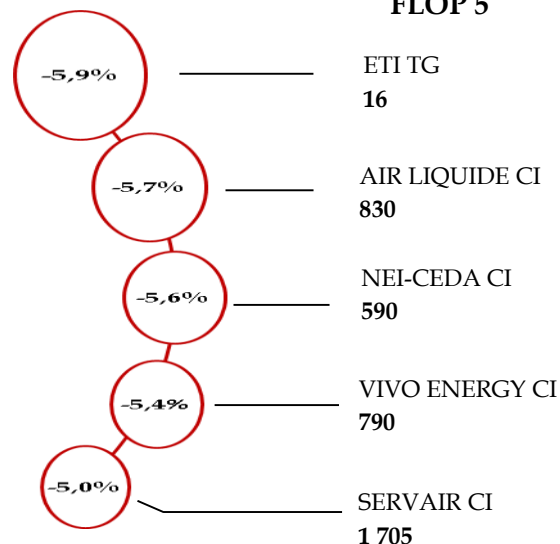 FLOP 5
-5,9%
ETI TG
16
-5,7%
AIR LIQUIDE CI
830
-5,6%
NEI-CEDA CI
590
-5,4%
VIVO ENERGY CI
790
-5,0%
SERVAIR CI
1 705